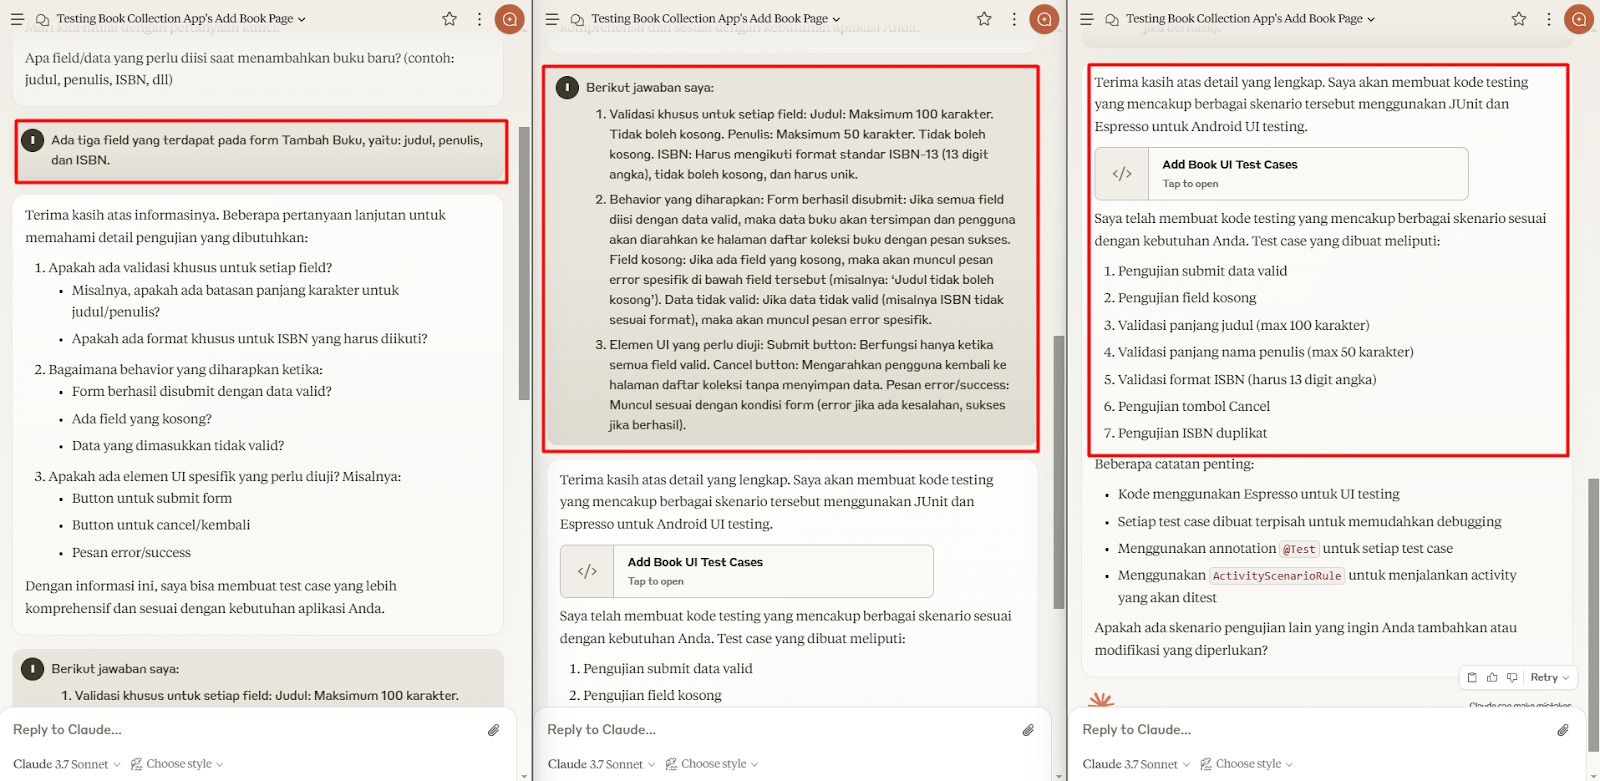 Testing Book Collection App's Add Book Page
Mari kita mulai dengan pertanyaan kunci:
Apa field/data yang perlu diisi saat menambahkan buku baru? (contoh:
judul, penulis, ISBN, dll)
I
Ada tiga field yang terdapat pada form Tambah Buku, yaitu: judul, penulis,
dan ISBN.
Terima kasih atas informasinya. Beberapa pertanyaan lanjutan untuk
memahami detail pengujian yang dibutuhkan:
1. Apakah ada validasi khusus untuk setiap field?
• Misalnya, apakah ada batasan panjang karakter untuk
judul/penulis?
• Apakah ada format khusus untuk ISBN yang harus diikuti?
2. Bagaimana behavior yang diharapkan ketika:
• Form berhasil disubmit dengan data valid?
• Ada field yang kosong?
• Data yang dimasukkan tidak valid?
3. Apakah ada elemen UI spesifik yang perlu diuji? Misalnya:
• Button untuk submit form
• Button untuk cancel/kembali
• Pesan error/success
Dengan informasi ini, saya bisa membuat test case yang lebih
komprehensif dan sesuai dengan kebutuhan aplikasi Anda.
I
Berikut jawaban saya:
1. Validasi khusus untuk setiap field: Judul: Maksimum 100 karakter.
Reply to Claude...
Claude 3.7 Sonnet
Choose style
Testing Book Collection App's Add Book Page
komprehensif dan sesuai dengan kebutuhan aplikasi Anda.
I
Berikut jawaban saya:
1. Validasi khusus untuk setiap field: Judul: Maksimum 100 karakter.
Tidak boleh kosong. Penulis: Maksimum 50 karakter. Tidak boleh
kosong. ISBN: Harus mengikuti format standar ISBN-13 (13 digit
angka), tidak boleh kosong, dan harus unik.
2. Behavior yang diharapkan: Form berhasil disubmit: Jika semua field
diisi dengan data valid, maka data buku akan tersimpan dan pengguna
akan diarahkan ke halaman daftar koleksi buku dengan pesan sukses.
Field kosong: Jika ada field yang kosong, maka akan muncul pesan
error spesifik di bawah field tersebut (misalnya: ‘Judul tidak boleh
kosong’). Data tidak valid: Jika data tidak valid (misalnya ISBN tidak
sesuai format), maka akan muncul pesan error spesifik.
3. Elemen UI yang perlu diuji: Submit button: Berfungsi hanya ketika
semua field valid. Cancel button: Mengarahkan pengguna kembali ke
halaman daftar koleksi tanpa menyimpan data. Pesan error/success:
Muncul sesuai dengan kondisi form (error jika ada kesalahan, sukses
jika berhasil).
Terima kasih atas detail yang lengkap. Saya akan membuat kode testing
yang mencakup berbagai skenario tersebut menggunakan JUnit dan
Espresso untuk Android UI testing.
</>
Add Book UI Test Cases
Tap to open
Saya telah membuat kode testing yang mencakup berbagai skenario sesuai
dengan kebutuhan Anda. Test case yang dibuat meliputi:
1. Pengujian submit data valid
2. Pengujian field kosong
Reply to Claude...
Claude 3.7 Sonnet
Choose style
Testing Book Collection App's Add Book Page
jika berhasil).
Terima kasih atas detail yang lengkap. Saya akan membuat kode testing
yang mencakup berbagai skenario tersebut menggunakan JUnit dan
Espresso untuk Android UI testing.
</>
Add Book UI Test Cases
Tap to open
Saya telah membuat kode testing yang mencakup berbagai skenario sesuai
dengan kebutuhan Anda. Test case yang dibuat meliputi:
1. Pengujian submit data valid
2. Pengujian field kosong
3. Validasi panjang judul (max 100 karakter)
4. Validasi panjang nama penulis (max 50 karakter)
5. Validasi format ISBN (harus 13 digit angka)
6. Pengujian tombol Cancel
7. Pengujian ISBN duplikat
Beberapa catatan penting:
• Kode menggunakan Espresso untuk UI testing
• Setiap test case dibuat terpisah untuk memudahkan debugging
• Menggunakan annotation @Test untuk setiap test case
• Menggunakan ActivityScenarioRule untuk menjalankan activity
yang akan ditest
Apakah ada skenario pengujian lain yang ingin Anda tambahkan atau
modifikasi yang diperlukan?
Retry
Claude can make mistakes.
Reply to Claude...
Claude 3.7 Sonnet
Choose style